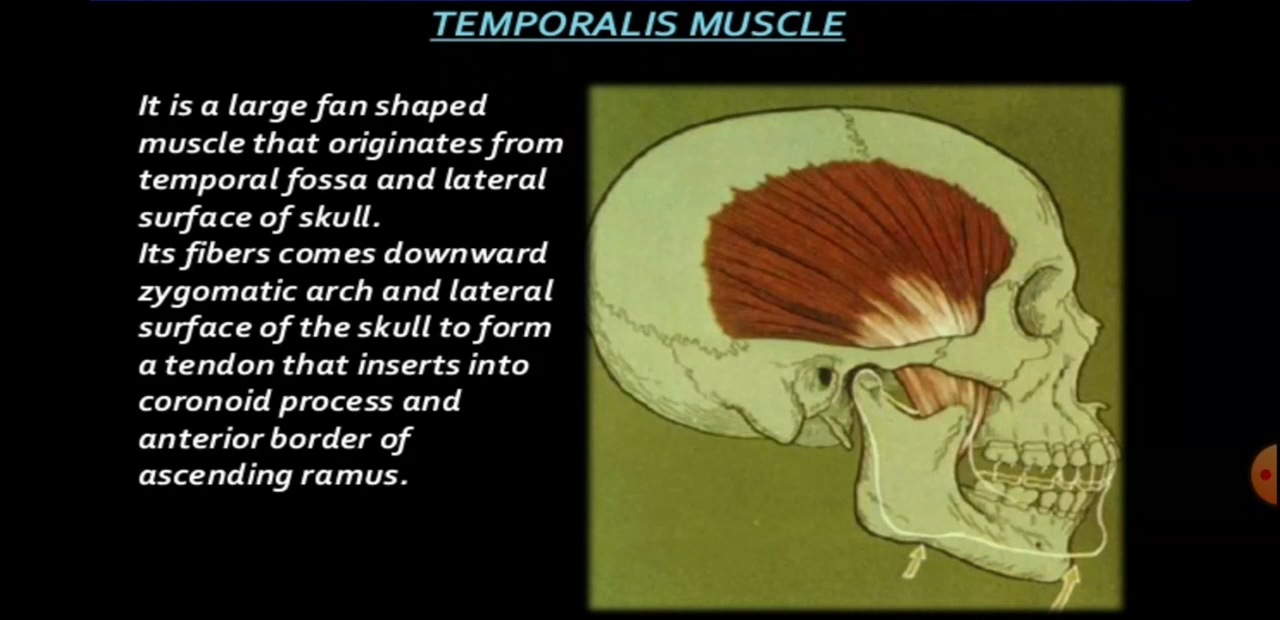 TEMPORALIS MUSCLE
It is a large fan shaped
muscle that originates from
temporal fossa and lateral
surface of skull.
Its fibers comes downward
zygomatic arch and lateral
surface of the skull to form
a tendon that inserts into
coronoid process and
anterior border of
ascending ramus.